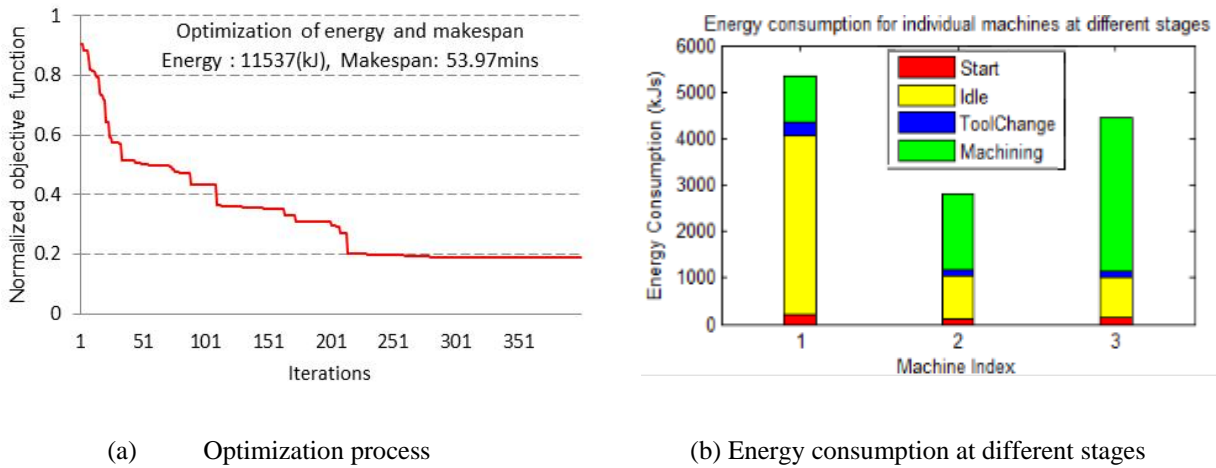 Optimization of energy and makespan
Energy : 11537(kJ), Makespan: 53.97mins
Normalized objective function
1
0.8
0.6
0.4
0.2
0
1
51
101
151
201
251
301
351
Iterations
(a) Optimization process
Energy consumption for individual machines at different stages
Energy Consumption (kJs)
6000
5000
4000
3000
2000
1000
0
Start
Idle
ToolChange
Machining
1
2
3
Machine Index
(b) Energy consumption at different stages